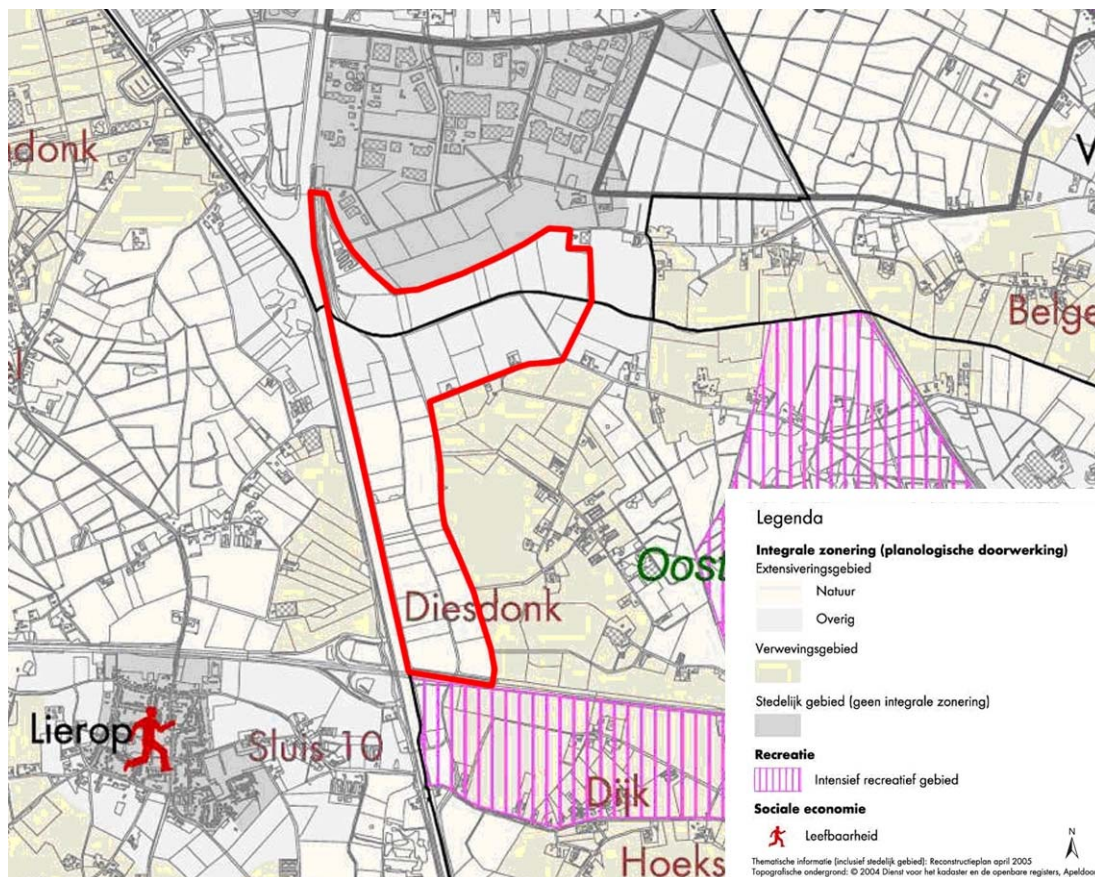 donk
V
Belge
Oost
Diesdonk
Lierop
Sluis 10
Dijk
Hoeks
Legenda
Integrale zonering (planologische doorwerking)
Extensiveringsgebied
Natuur
Overig
Verwevingsgebied
Stedelijk gebied (geen integrale zonering)
Recreatie
Intensief recreatief gebied
Sociale economie
Leefbaarheid
N
Thematische informatie (inclusief stedelijk gebied): Reconstructieplan april 2005
Topografische ondergrond: © 2004 Dienst voor het kadaster en de openbare registers, Apeldoor